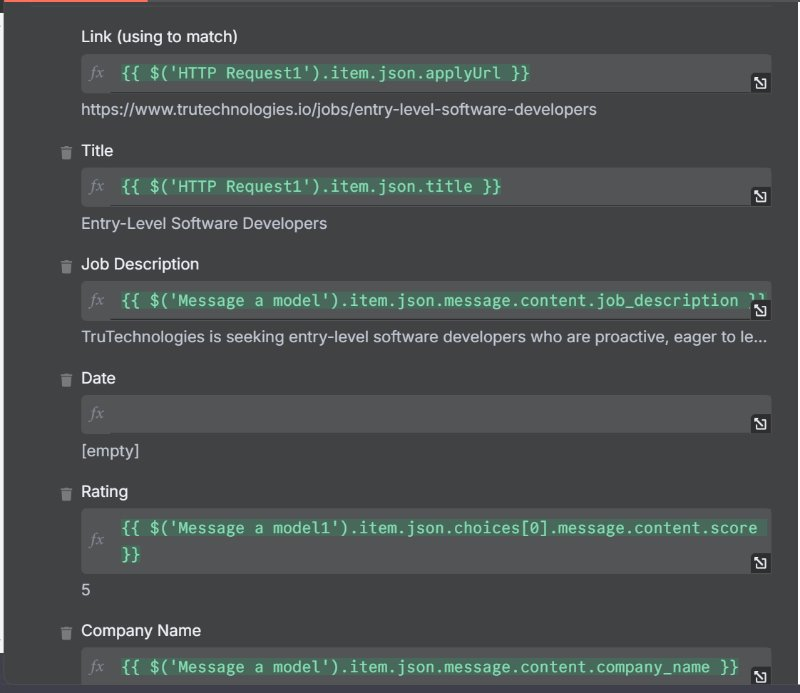 Link (using to match)
fx {{ $('HTTP Request1').item.json.applyUrl }}
https://www.trutechnologies.io/jobs/entry-level-software-developers
Title
fx {{ $('HTTP Request1').item.json.title }}
Entry-Level Software Developers
Job Description
fx {{ $('Message a model').item.json.message.content.job_description }}
TruTechnologies is seeking entry-level software developers who are proactive, eager to le...
Date
fx
[empty]
Rating
fx {{ $('Message a model1').item.json.choices[0].message.content.score
}}
5
Company Name
fx {{ $('Message a model').item.json.message.content.company_name }}